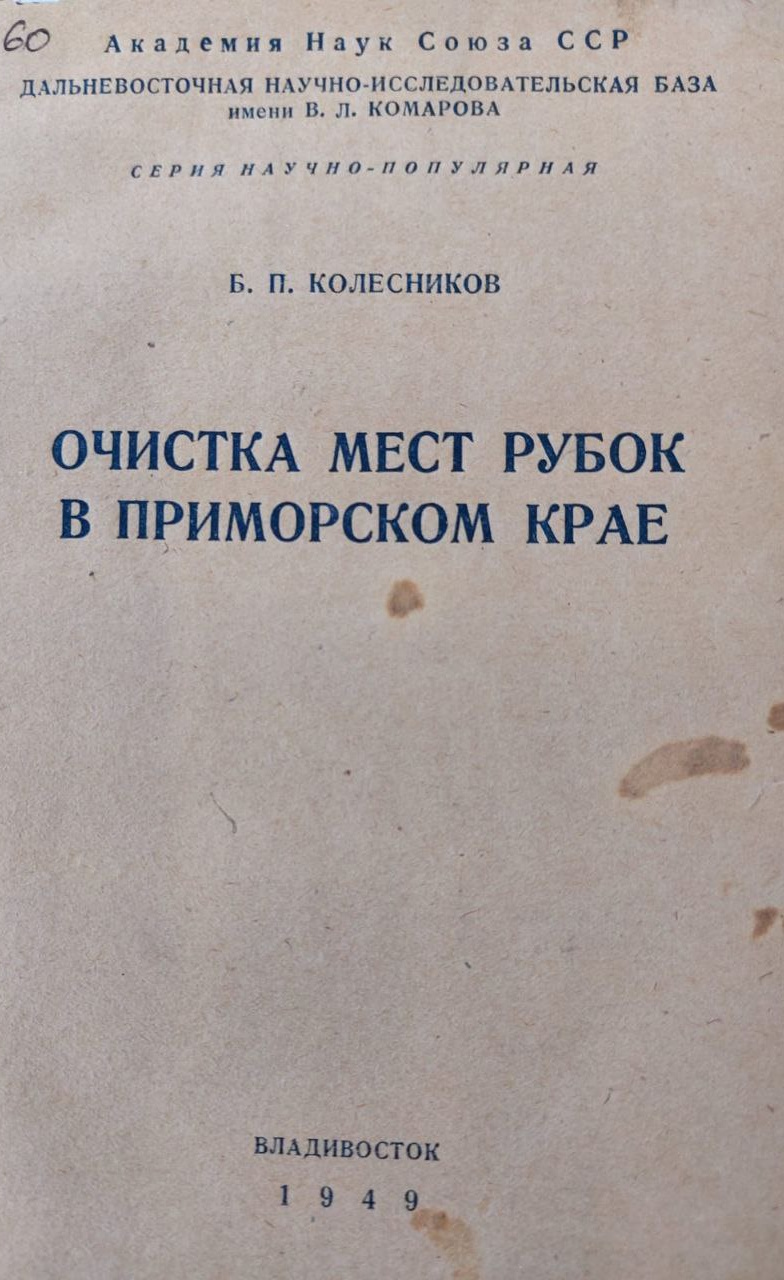 60
Академия Наук Союза ССР
ДАЛЬНЕВОСТОЧНАЯ НАУЧНО-ИССЛЕДОВАТЕЛЬСКАЯ БАЗА
имени В. Л. КОМАРОВА
СЕРИЯ НАУЧНО-ПОПУЛЯРНАЯ
Б. П. КОЛЕСНИКОВ
ОЧИСТКА МЕСТ РУБОК
В ПРИМОРСКОМ КРАЕ
ВЛАДИВОСТОК
1949